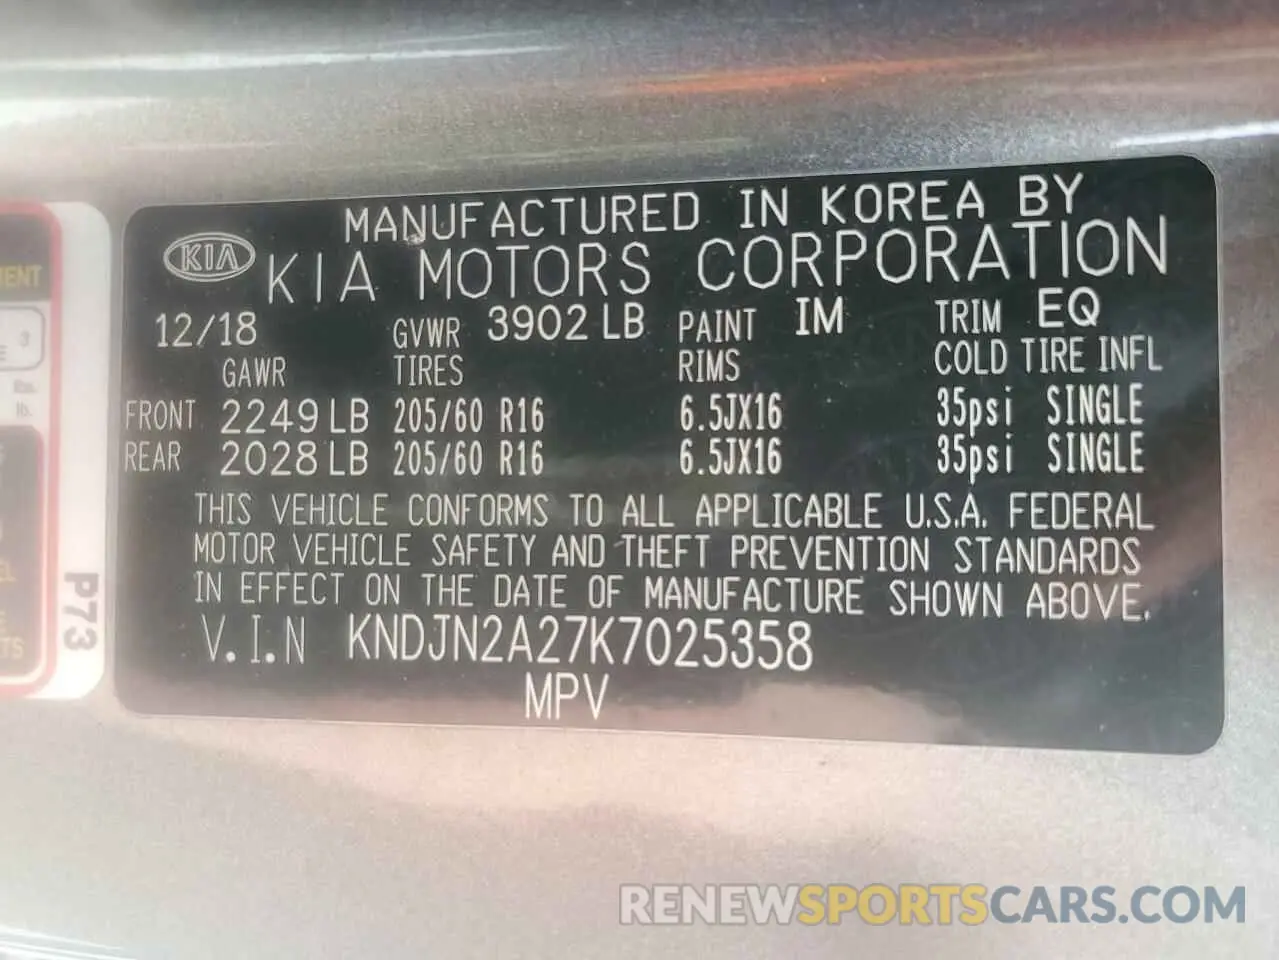 MANUFACTURED IN KOREA BY
KIA KIA MOTORS CORPORATION
12/18 GVWR 3902 LB PAINT IM TRIM EQ
GAWR TIRES RIMS COLD TIRE INFL
FRONT 2249 LB 205/60 R16 6.5JX16 35psi SINGLE
REAR 2028 LB 205/60 R16 6.5JX16 35psi SINGLE
THIS VEHICLE CONFORMS TO ALL APPLICABLE U.S.A. FEDERAL
MOTOR VEHICLE SAFETY AND THEFT PREVENTION STANDARDS
IN EFFECT ON THE DATE OF MANUFACTURE SHOWN ABOVE.
V.I.N KNDJN2A27K7025358
MPV
P73
RENEWSPORTSCARS.COM